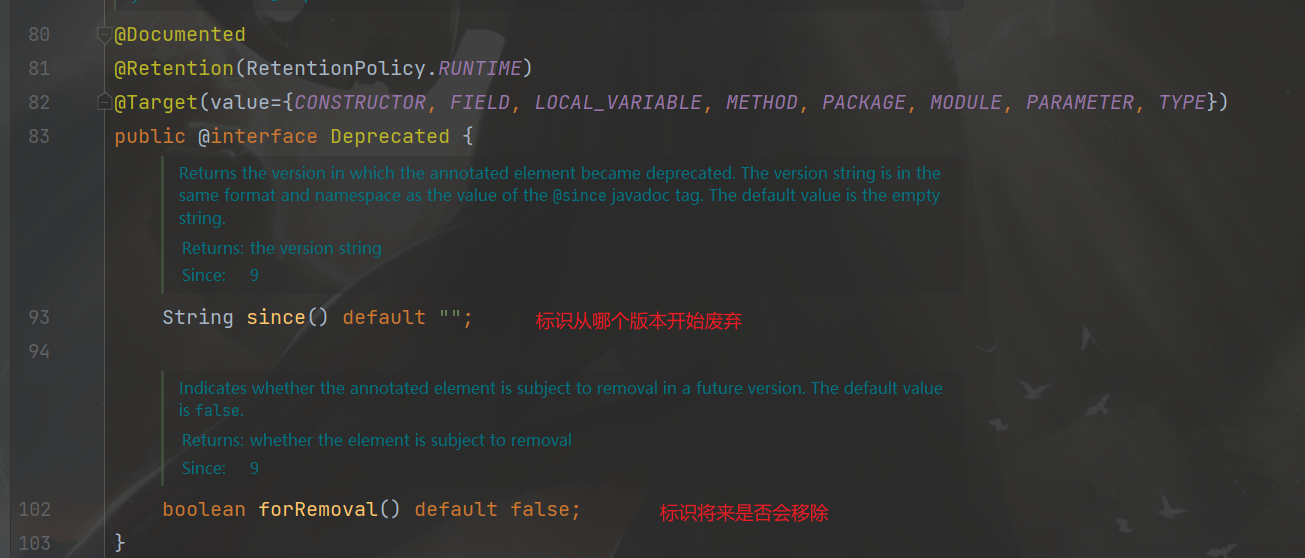 80 @Documented
81 @Retention(RetentionPolicy.RUNTIME)
82 @Target(value={CONSTRUCTOR, FIELD, LOCAL_VARIABLE, METHOD, PACKAGE, MODULE, PARAMETER, TYPE})
83 public @interface Deprecated {
Returns the version in which the annotated element became deprecated. The version string is in the
same format and namespace as the value of the @since javadoc tag. The default value is the empty
string.
Returns: the version string
Since: 9
93 String since() default ""; 标识从哪个版本开始废弃
94
Indicates whether the annotated element is subject to removal in a future version. The default value
is false.
Returns: whether the element is subject to removal
Since: 9
102 boolean forRemoval() default false; 标识将来是否会移除
103 }